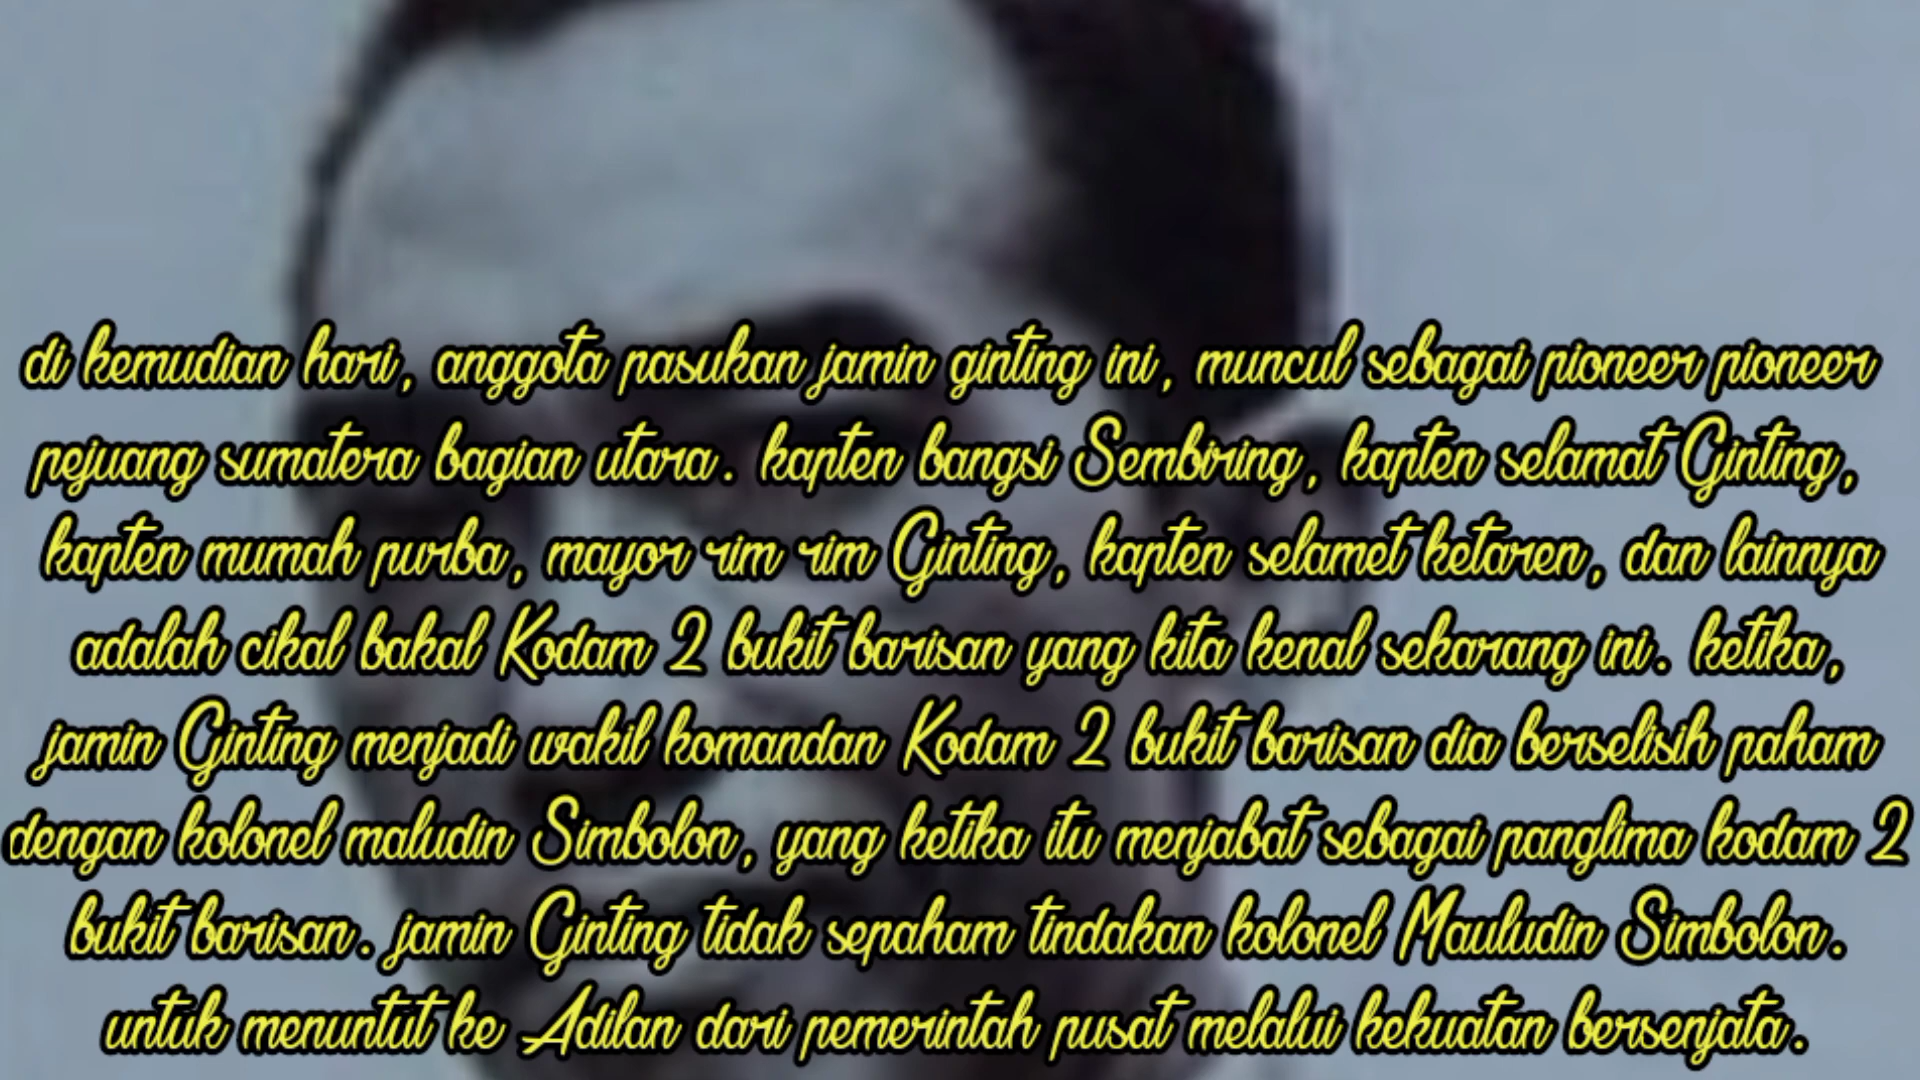 di kemudian hari, anggota pasukan jamin ginting ini, muncul sebagai pioneer pioneer
pejuang sumatera bagian utara. kapten bangsi Sembiring, kapten selamat Ginting,
kapten mumah purba, mayor rim rim Ginting, kapten selamet ketaren, dan lainnya
adalah cikal bakal Kodam 2 bukit barisan yang kita kenal sekarang ini. ketika,
jamin Ginting menjadi wakil komandan Kodam 2 bukit barisan dia berselisih paham
dengan kolonel maludin Simbolon, yang ketika itu menjabat sebagai panglima kodam 2
bukit barisan. jamin Ginting tidak sepaham tindakan kolonel Mauludin Simbolon.
untuk menuntut ke Adilan dari pemerintah pusat melalui kekuatan bersenjata.